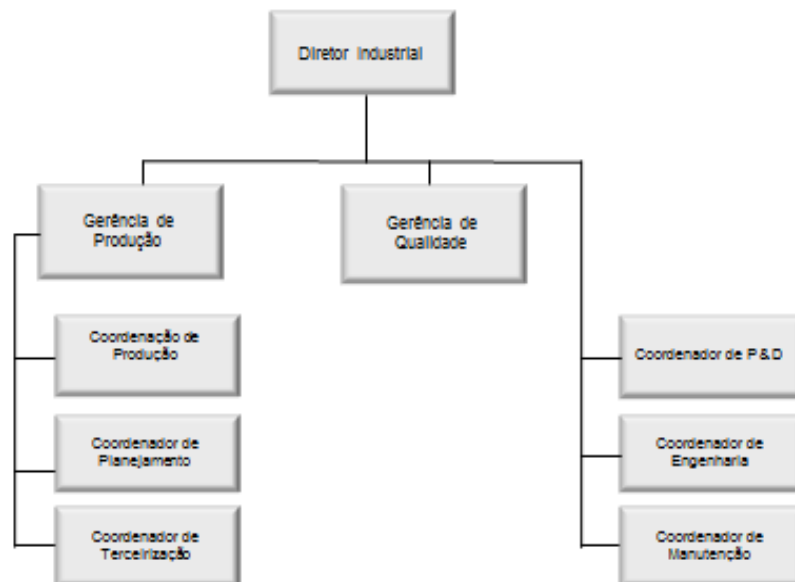 Diretor Industrial
Gerência de
Produção
Gerência de
Qualidade
Coordenação de
Produção
Coordenador de
Planejamento
Coordenador de
Terceirização
Coordenador de P&D
Coordenador de
Engenharia
Coordenador de
Manutenção